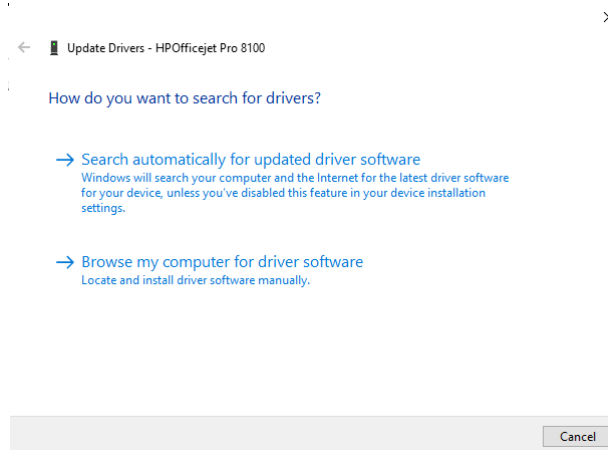 Update Drivers - HPOfficejet Pro 8100
How do you want to search for drivers?
Search automatically for updated driver software
Windows will search your computer and the Internet for the latest driver software
for your device, unless you've disabled this feature in your device installation
settings.
Browse my computer for driver software
Locate and install driver software manually.
Cancel